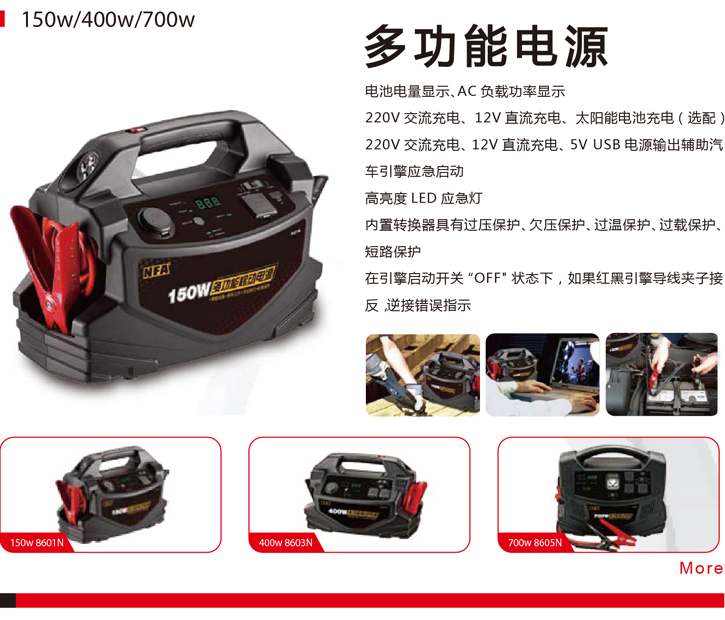 150w/400w/700w
多功能电源
电池电量显示、AC 负载功率显示
220V 交流充电、12V 直流充电、太阳能电池充电（选配）
220V 交流充电、12V 直流充电、5V USB 电源输出辅助汽
车引擎应急启动
高亮度 LED 应急灯
内置转换器具有过压保护、欠压保护、过温保护、过载保护、
短路保护
在引擎启动开关 “OFF" 状态下，如果红黑引擎导线夹子接
反，逆接错误指示
8.8.8.
NFA
150W 多功能移动电源
150W
400W
700W
150w 8601N
400w 8603N
700w 8605N
More